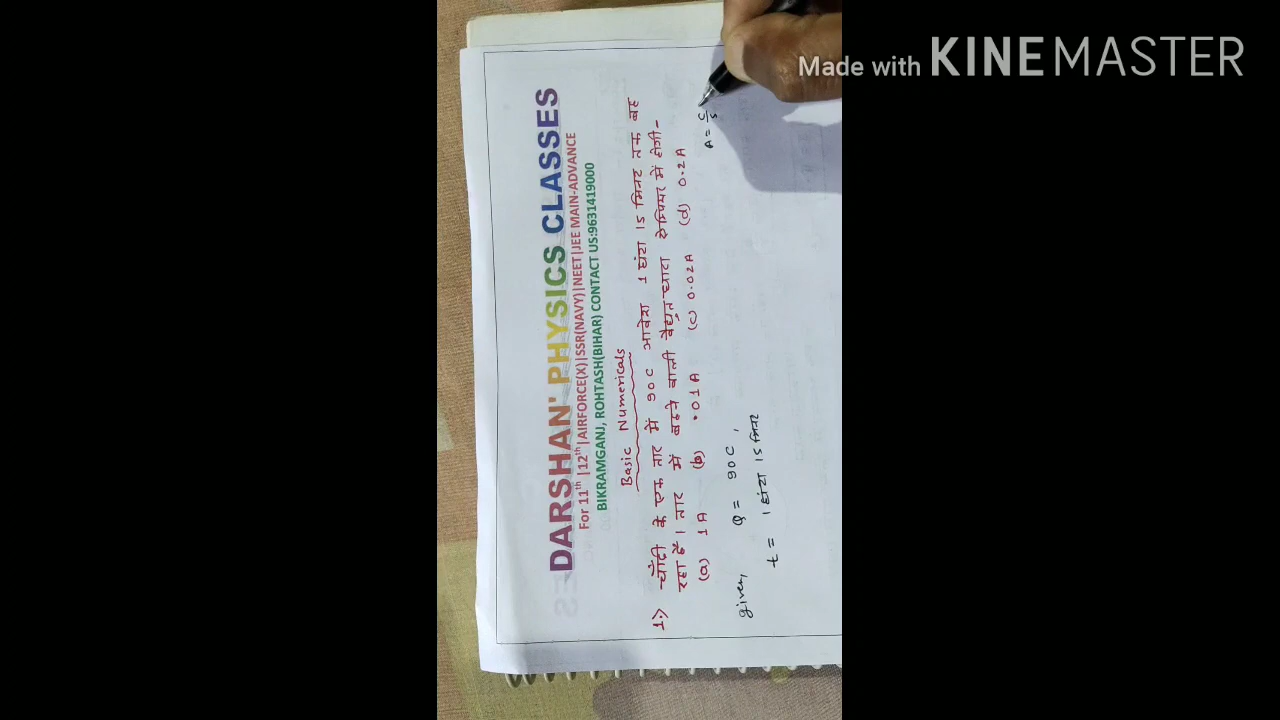 Made with KINEMASTER
DARSHAN' PHYSICS CLASSES
For 11th |12th |AIRFORCE(X)|SSR(NAVY)|NEET|JEE MAIN-ADVANCE
BIKRAMGANJ, ROHTASH(BIHAR) CONTACT US:9631419000
Basic Numericals
1:> चाँदी के एक तार में 90C आवेश 1 घंटा 15 मिनट तक बह
रहा हैं। तार में बहने वाली वैद्युत धारा ऐम्पियर में होगी-
(a) 1A (b) .01A (c) 0.02A (d) 0.2A
A = C/S
given, Q = 90C,
t = 1 घंटा 15 मिनट